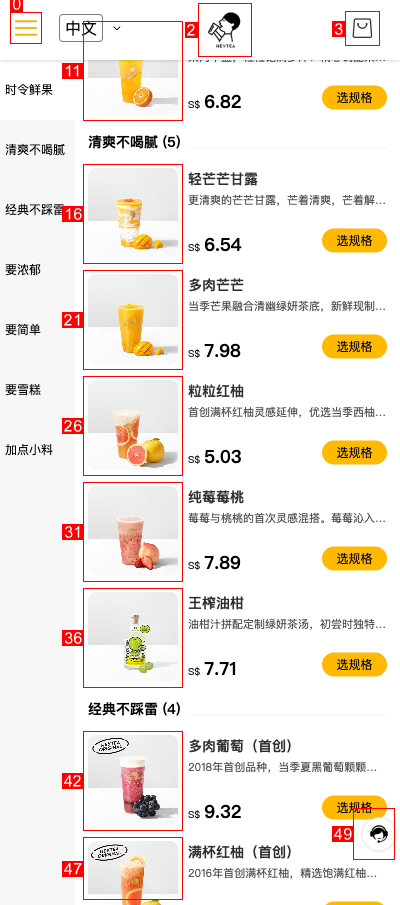 0
中文
2
HEYTEA
3
时令鲜果
11
S$ 6.82
选规格
清爽不喝腻
清爽不喝腻 (5)
经典不踩雷
16
轻芒芒甘露
更清爽的芒芒甘露，芒着清爽，芒着解...
S$ 6.54
选规格
要浓郁
要简单
21
多肉芒芒
当季芒果融合清幽绿妍茶底，新鲜现制...
S$ 7.98
选规格
要雪糕
加点小料
26
粒粒红柚
首创满杯红柚灵感延伸，优选当季西柚...
S$ 5.03
选规格
31
纯莓莓桃
莓莓与桃桃的首次灵感混搭。莓莓沁入...
S$ 7.89
选规格
36
王榨油柑
油柑汁拼配定制绿妍茶汤，初尝时独特...
S$ 7.71
选规格
经典不踩雷 (4)
42
HEYTEA
ORIGINAL
多肉葡萄（首创）
2018年首创品种，当季夏黑葡萄颗颗...
S$ 9.32
选规格
49
47
HEYTEA
ORIGINAL
满杯红柚（首创）
2016年首创满杯红柚，精选饱满红柚...